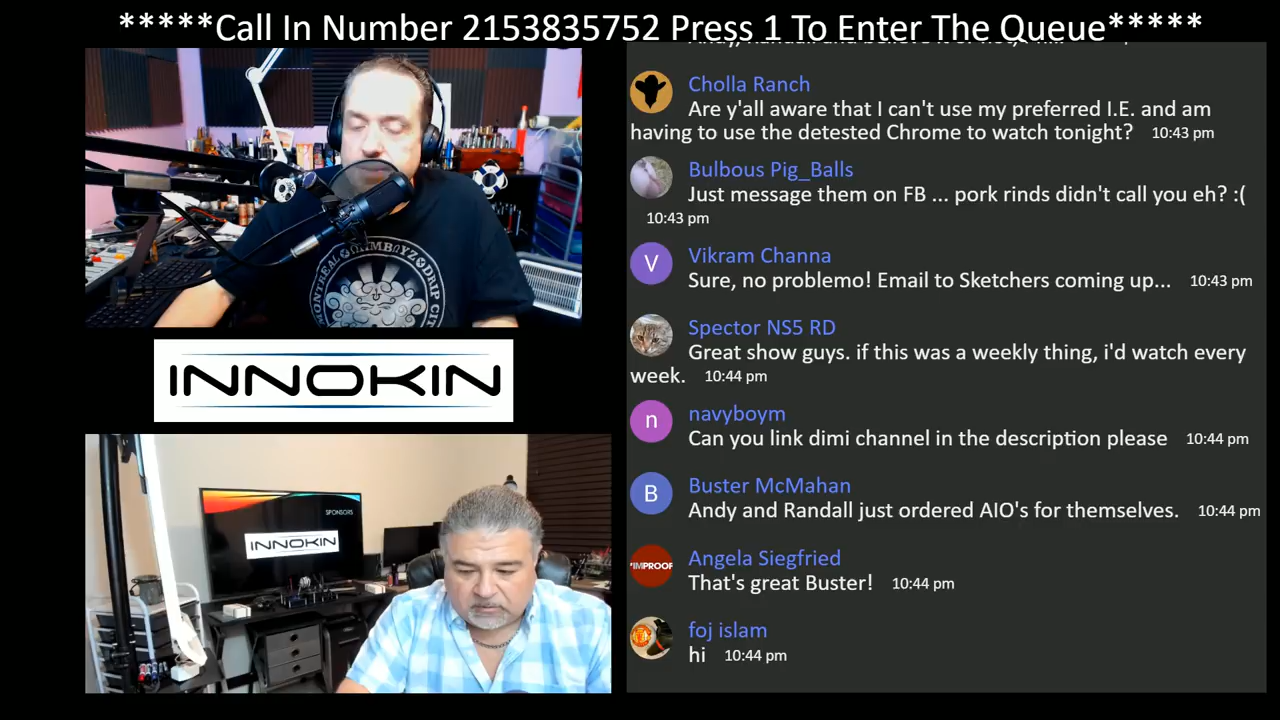 *****Call In Number 2153835752 Press 1 To Enter The Queue*****
Cholla Ranch
Are y'all aware that I can't use my preferred I.E. and am
having to use the detested Chrome to watch tonight? 10:43 pm
Bulbous Pig_Balls
Just message them on FB ... pork rinds didn't call you eh? :(
10:43 pm
V
Vikram Channa
Sure, no problemo! Email to Sketchers coming up... 10:43 pm
Spector NS5 RD
Great show guys. if this was a weekly thing, i'd watch every
week. 10:44 pm
n
navyboym
Can you link dimi channel in the description please 10:44 pm
B
Buster McMahan
Andy and Randall just ordered AIO's for themselves. 10:44 pm
Angela Siegfried
That's great Buster! 10:44 pm
foj islam
hi 10:44 pm
MONTREAL
DRIP CIT
INNOKIN
SPONSORS
INNOKIN